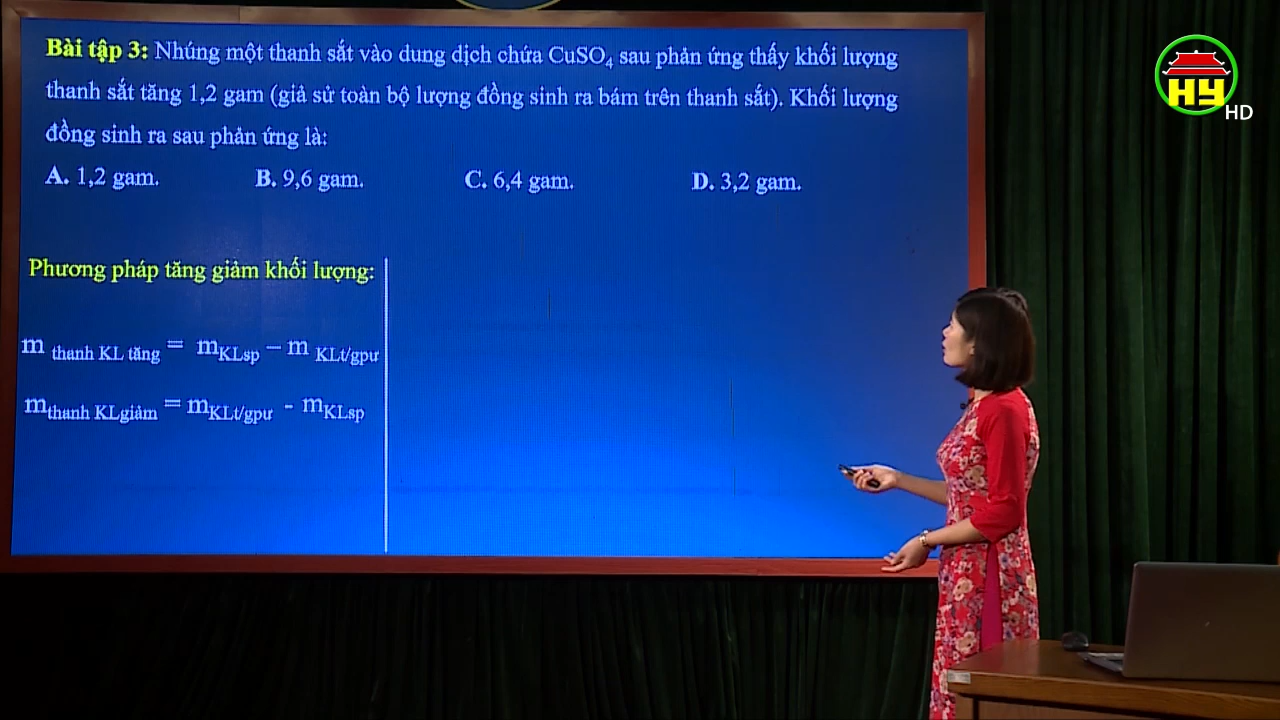 Bài tập 3: Nhúng một thanh sắt vào dung dịch chứa CuSO₄ sau phản ứng thấy khối lượng
thanh sắt tăng 1,2 gam (giả sử toàn bộ lượng đồng sinh ra bám trên thanh sắt). Khối lượng
đồng sinh ra sau phản ứng là:
A. 1,2 gam. B. 9,6 gam. C. 6,4 gam. D. 3,2 gam.
Phương pháp tăng giảm khối lượng:
m thanh KL tăng = mKLsp – m KLt/gpư
mthanh KLgiảm = mKLt/gpư - mKLsp
HY
HD